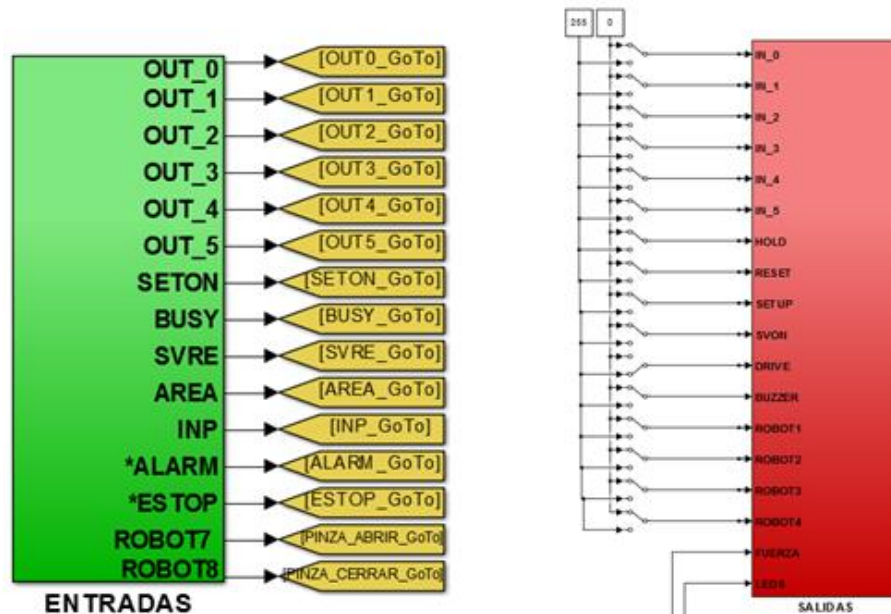 OUT_0
[OUT0_GoTo]
OUT_1
[OUT1_GoTo]
OUT_2
[OUT2_GoTo]
OUT_3
[OUT3_GoTo]
OUT_4
[OUT4_GoTo]
OUT_5
[OUT5_GoTo]
SETON
[SETON_GoTo]
BUSY
[BUSY_GoTo]
SVRE
[SVRE_GoTo]
AREA
[AREA_GoTo]
INP
[INP_GoTo]
*ALARM
[ALARM_GoTo]
*ESTOP
[ESTOP_GoTo]
ROBOT7
[PINZA_ABRIR_GoTo]
ROBOT8
[PINZA_CERRAR_GoTo]
ENTRADAS
255
0
IN_0
IN_1
IN_2
IN_3
IN_4
IN_5
HOLD
RESET
SETUP
SVON
DRIVE
BUZZER
ROBOT1
ROBOT2
ROBOT3
ROBOT4
FUERZA
LEDS
SALIDAS